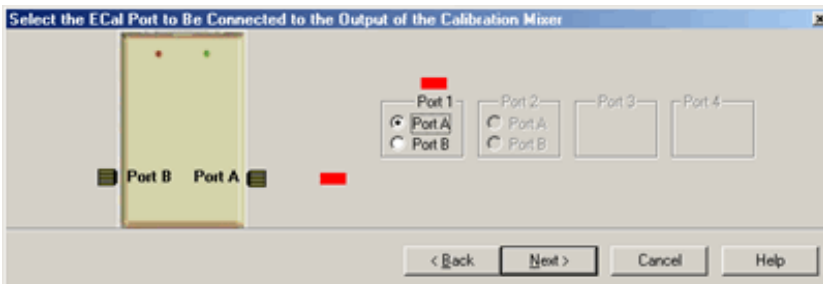 Select the ECal Port to Be Connected to the Output of the Calibration Mixer
Port 1
Port A
Port B
Port 2
Port A
Port B
Port 3
Port 4
Port B Port A
< Back
Next >
Cancel
Help